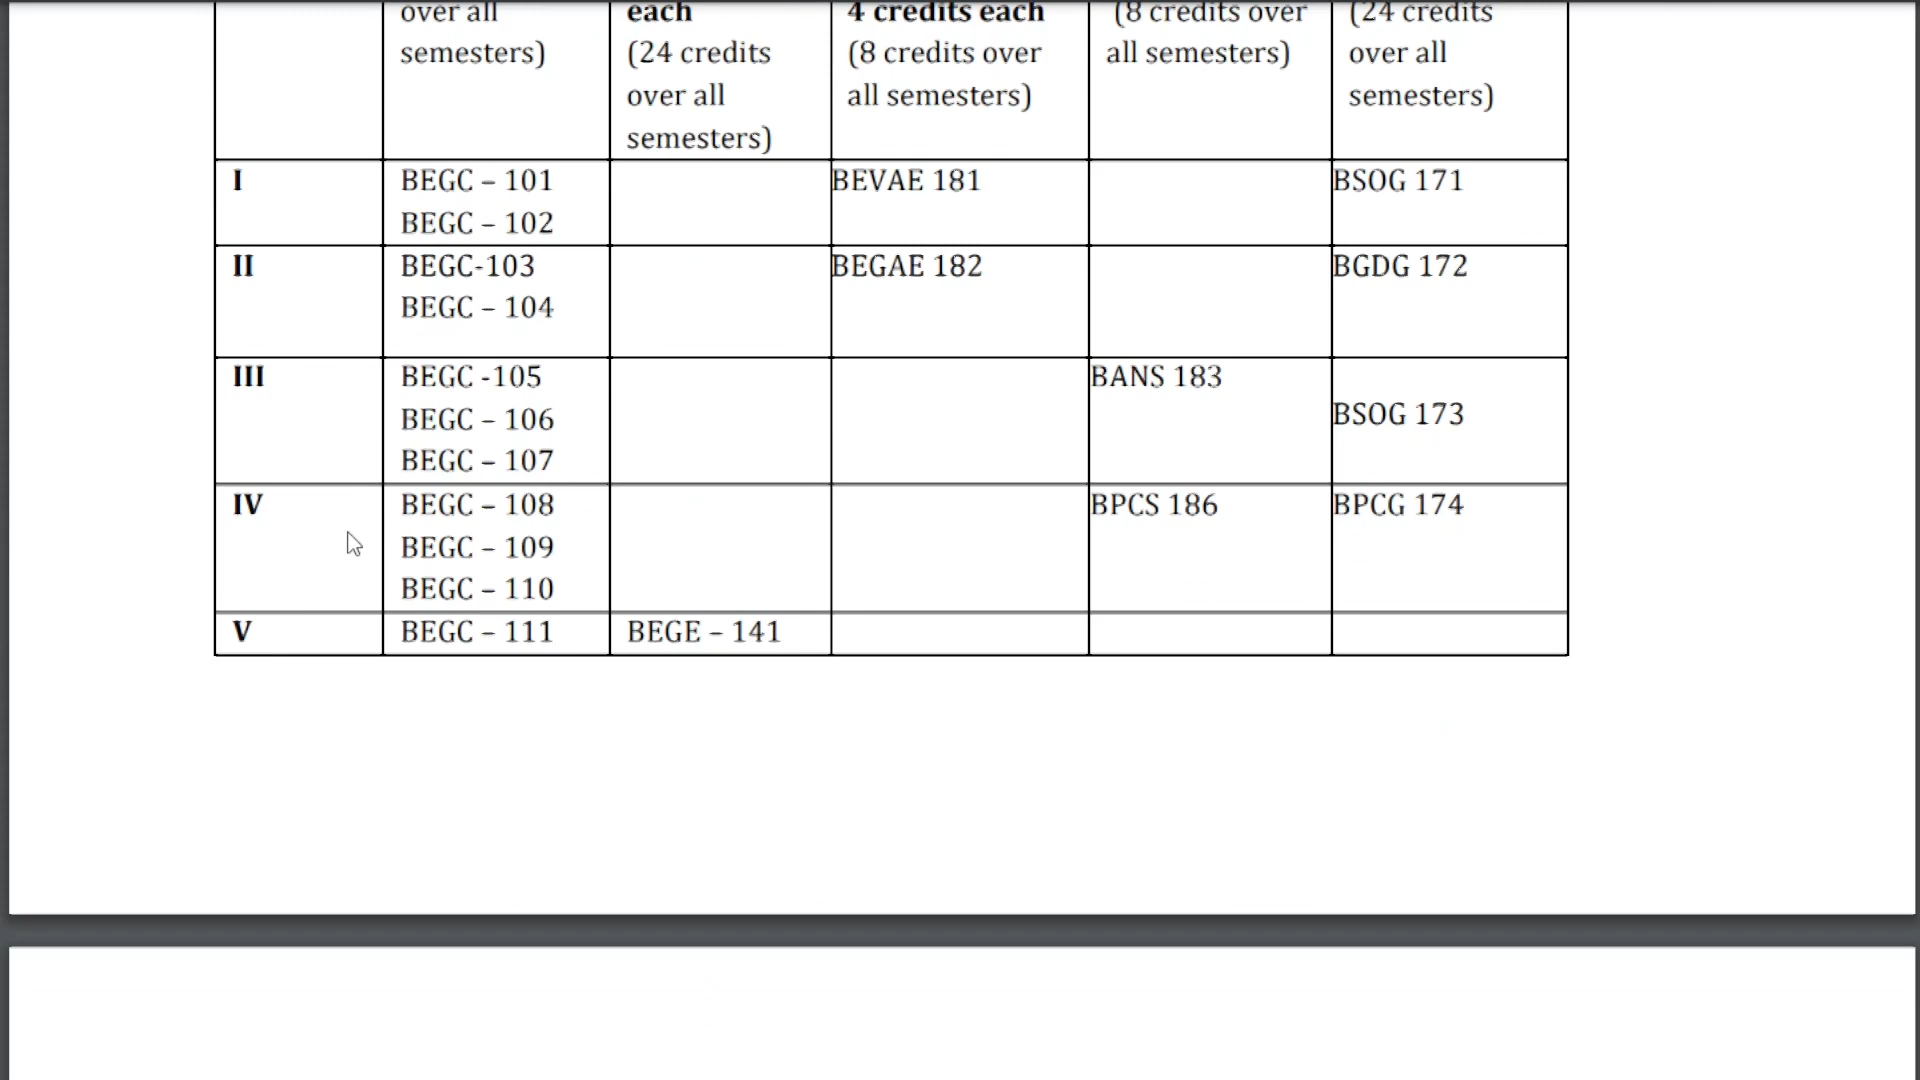 over all
semesters)
each
(24 credits
over all
semesters)
4 credits each
(8 credits over
all semesters)
(8 credits over
all semesters)
(24 credits
over all
semesters)
I
BEGC – 101
BEGC – 102
BEVAE 181
BSOG 171
II
BEGC-103
BEGC – 104
BEGAE 182
BGDG 172
III
BEGC -105
BEGC – 106
BEGC – 107
BANS 183
BSOG 173
IV
BEGC – 108
BEGC – 109
BEGC – 110
BPCS 186
BPCG 174
V
BEGC – 111
BEGE – 141